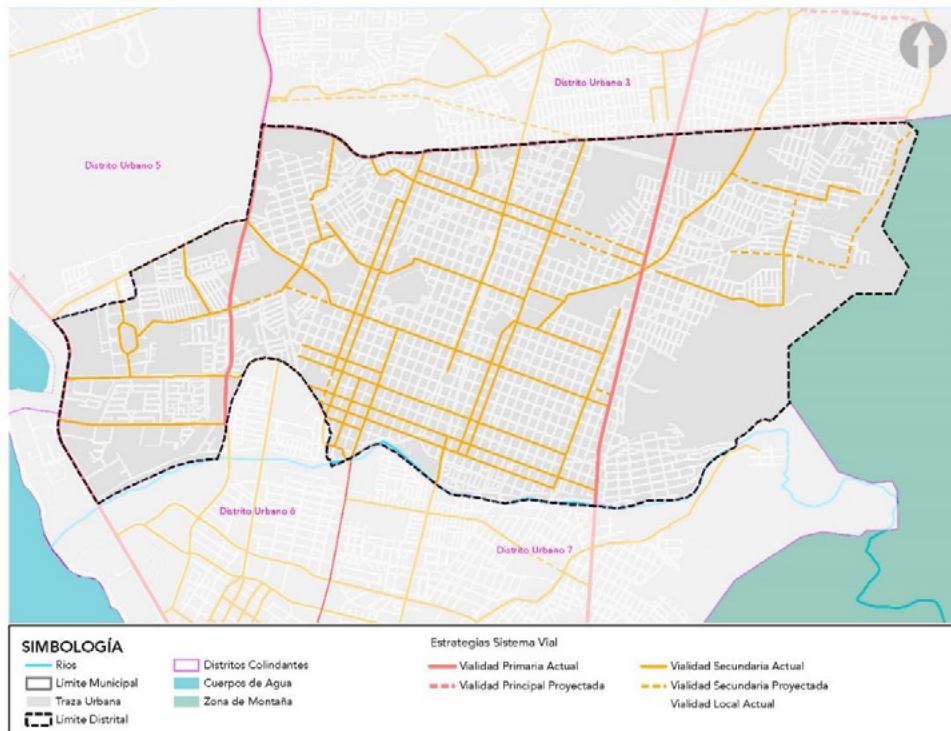 Distrito Urbano 3
Distrito Urbano 5
Distrito Urbano 6
Distrito Urbano 7
SIMBOLOGÍA
Ríos
Límite Municipal
Traza Urbana
Límite Distrital
Distritos Colindantes
Cuerpos de Agua
Zona de Montaña
Estrategias Sistema Vial
Vialidad Primaria Actual
Vialidad Principal Proyectada
Vialidad Secundaria Actual
Vialidad Secundaria Proyectada
Vialidad Local Actual